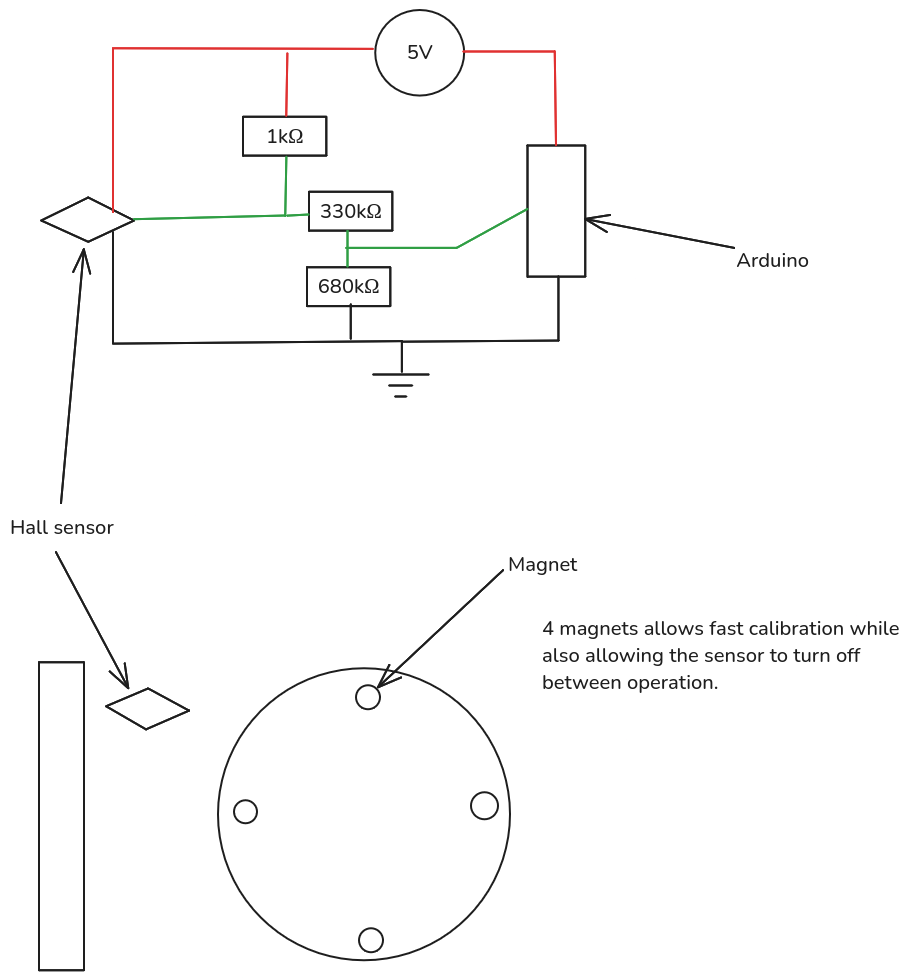 5V
1kΩ
330kΩ
680kΩ
Arduino
Hall sensor
Magnet
4 magnets allows fast calibration while
also allowing the sensor to turn off
between operation.